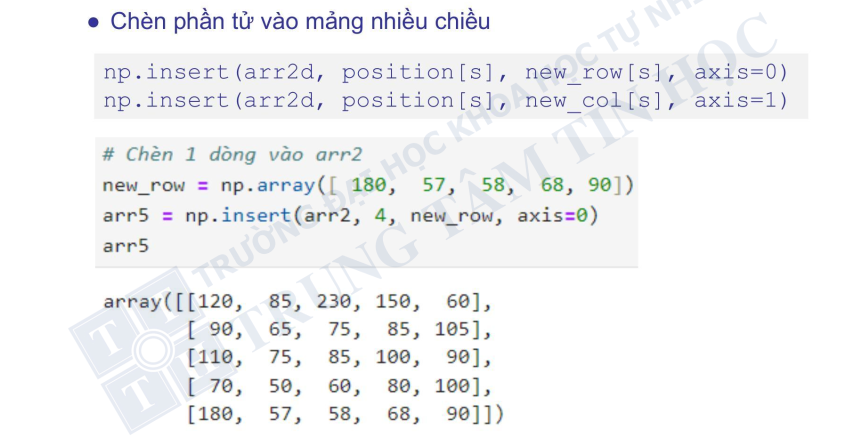 ● Chèn phần tử vào mảng nhiều chiều
np.insert(arr2d, position[s], new_row[s], axis=0)
np.insert(arr2d, position[s], new_col[s], axis=1)
# Chèn 1 dòng vào arr2
new_row = np.array([ 180,  57,  58,  68, 90])
arr5 = np.insert(arr2, 4, new_row, axis=0)
arr5
array([[120,  85, 230, 150,  60],
       [ 90,  65,  75,  85, 105],
       [110,  75,  85, 100,  90],
       [ 70,  50,  60,  80, 100],
       [180,  57,  58,  68,  90]])
TRƯỜNG ĐẠI HỌC KHOA HỌC TỰ NHI
TRUNG TÂM TIN HỌC